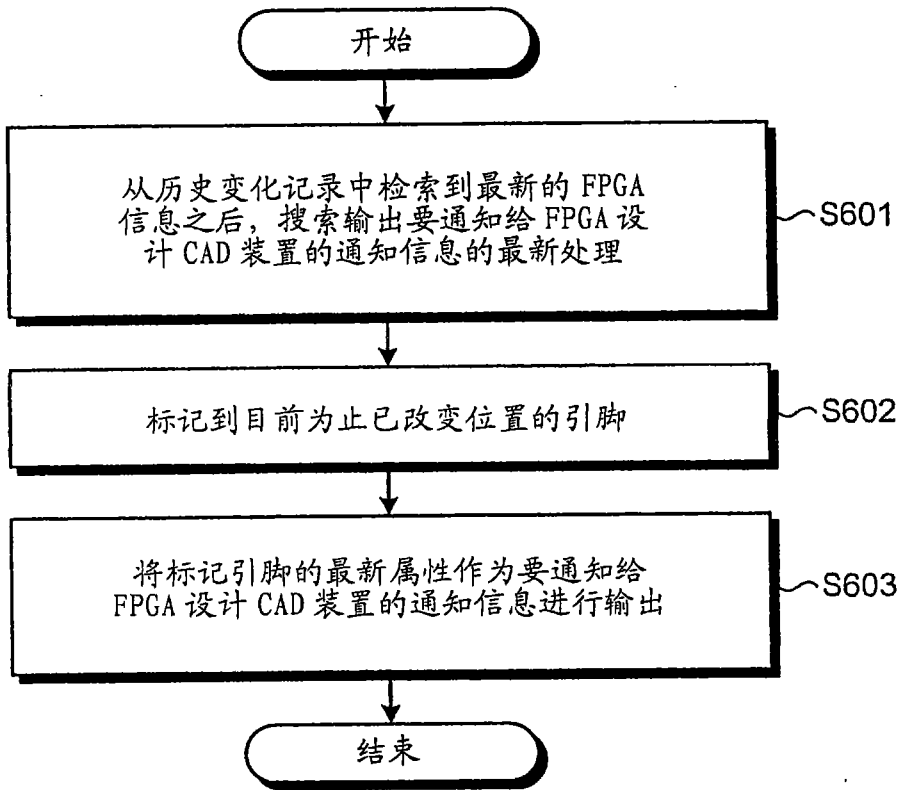 开始
从历史变化记录中检索到最新的 FPGA
信息之后，搜索输出要通知给 FPGA 设
计 CAD 装置的通知信息的最新处理
S601
标记到目前为止已改变位置的引脚
S602
将标记引脚的最新属性作为要通知给
FPGA 设计 CAD 装置的通知信息进行输出
S603
结束